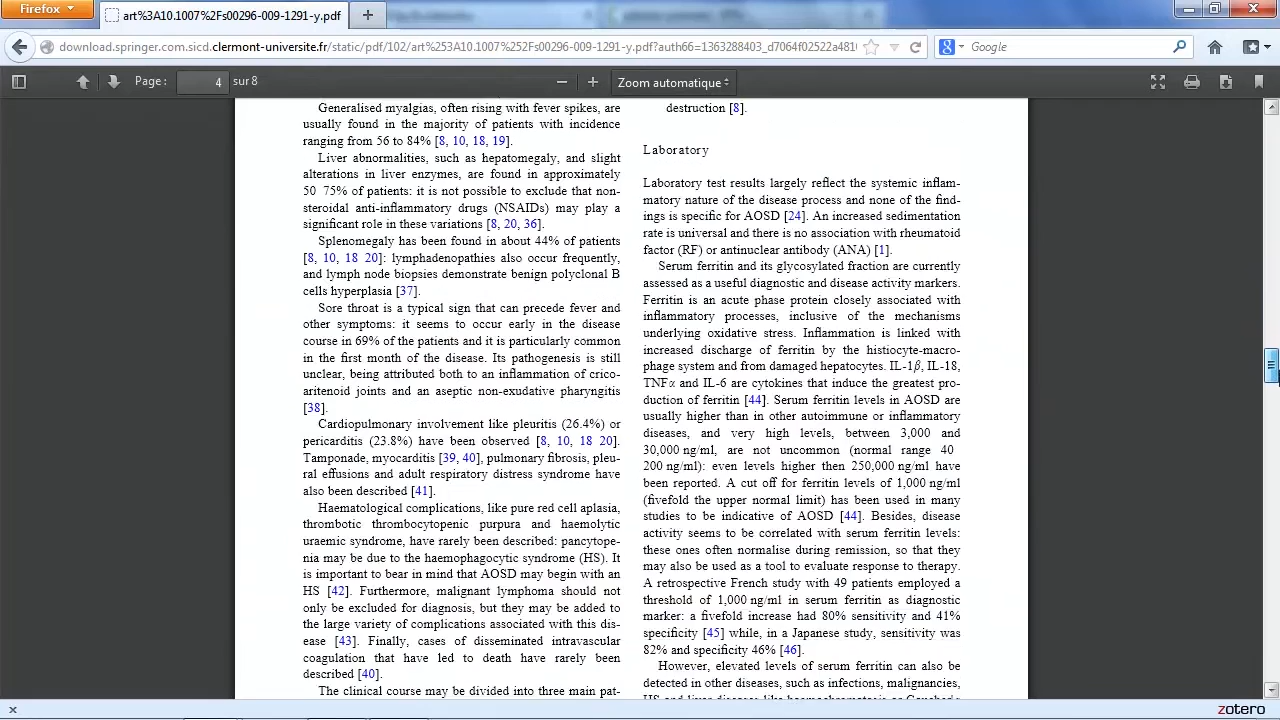 Firefox
art%3A10.1007%2Fs00296-009-1291-y.pdf
download.springer.com.sicd.clermont-universite.fr/static/pdf/102/art%253A10.1007%252Fs00296-009-1291-y.pdf?auth66=1363288403_d7064f02522a481
Google
Page :
4
sur 8
Zoom automatique
Generalised myalgias, often rising with fever spikes, are
usually found in the majority of patients with incidence
ranging from 56 to 84% [8, 10, 18, 19].
Liver abnormalities, such as hepatomegaly, and slight
alterations in liver enzymes, are found in approximately
50 75% of patients: it is not possible to exclude that non-
steroidal anti-inflammatory drugs (NSAIDs) may play a
significant role in these variations [8, 20, 36].
Splenomegaly has been found in about 44% of patients
[8, 10, 18 20]: lymphadenopathies also occur frequently,
and lymph node biopsies demonstrate benign polyclonal B
cells hyperplasia [37].
Sore throat is a typical sign that can precede fever and
other symptoms: it seems to occur early in the disease
course in 69% of the patients and it is particularly common
in the first month of the disease. Its pathogenesis is still
unclear, being attributed both to an inflammation of crico-
aritenoid joints and an aseptic non-exudative pharyngitis
[38].
Cardiopulmonary involvement like pleuritis (26.4%) or
pericarditis (23.8%) have been observed [8, 10, 18 20].
Tamponade, myocarditis [39, 40], pulmonary fibrosis, pleu-
ral effusions and adult respiratory distress syndrome have
also been described [41].
Haematological complications, like pure red cell aplasia,
thrombotic thrombocytopenic purpura and haemolytic
uraemic syndrome, have rarely been described: pancytope-
nia may be due to the haemophagocytic syndrome (HS). It
is important to bear in mind that AOSD may begin with an
HS [42]. Furthermore, malignant lymphoma should not
only be excluded for diagnosis, but they may be added to
the large variety of complications associated with this dis-
ease [43]. Finally, cases of disseminated intravascular
coagulation that have led to death have rarely been
described [40].
The clinical course may be divided into three main pat-
destruction [8].
Laboratory
Laboratory test results largely reflect the systemic inflam-
matory nature of the disease process and none of the find-
ings is specific for AOSD [24]. An increased sedimentation
rate is universal and there is no association with rheumatoid
factor (RF) or antinuclear antibody (ANA) [1].
Serum ferritin and its glycosylated fraction are currently
assessed as a useful diagnostic and disease activity markers.
Ferritin is an acute phase protein closely associated with
inflammatory processes, inclusive of the mechanisms
underlying oxidative stress. Inflammation is linked with
increased discharge of ferritin by the histiocyte-macro-
phage system and from damaged hepatocytes. IL-1β, IL-18,
TNFα and IL-6 are cytokines that induce the greatest pro-
duction of ferritin [44]. Serum ferritin levels in AOSD are
usually higher than in other autoimmune or inflammatory
diseases, and very high levels, between 3,000 and
30,000 ng/ml, are not uncommon (normal range 40
200 ng/ml): even levels higher then 250,000 ng/ml have
been reported. A cut off for ferritin levels of 1,000 ng/ml
(fivefold the upper normal limit) has been used in many
studies to be indicative of AOSD [44]. Besides, disease
activity seems to be correlated with serum ferritin levels:
these ones often normalise during remission, so that they
may also be used as a tool to evaluate response to therapy.
A retrospective French study with 49 patients employed a
threshold of 1,000 ng/ml in serum ferritin as diagnostic
marker: a fivefold increase had 80% sensitivity and 41%
specificity [45] while, in a Japanese study, sensitivity was
82% and specificity 46% [46].
However, elevated levels of serum ferritin can also be
detected in other diseases, such as infections, malignancies,
zotero